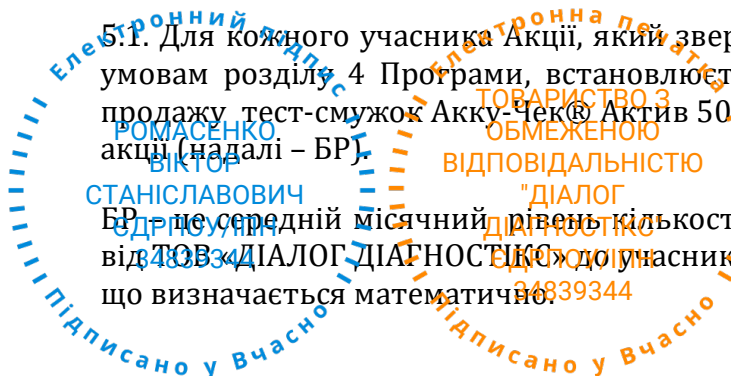 5.1. Для кожного учасника Акції, який звер
умовам розділу 4 Програми, встановлюєт
продажу тест-смужок Акку-Чек® Актив 50
акції (надалі – БР).
БР – це середній місячний рівень кількост
від ТОВ «ДІАЛОГ ДІАГНОСТІКС» до учасник
що визначається математично.
Електронний підпис
РОМАСЕНКО
ВІКТОР
СТАНІСЛАВОВИЧ
ЄДРПОУ/ІПН
34839344
Підписано у Вчасно
Електронна печатка
ТОВАРИСТВО З
ОБМЕЖЕНОЮ
ВІДПОВІДАЛЬНІСТЮ
"ДІАЛОГ
ДІАГНОСТІКС"
ЄДРПОУ/ІПН
34839344
Підписано у Вчасно